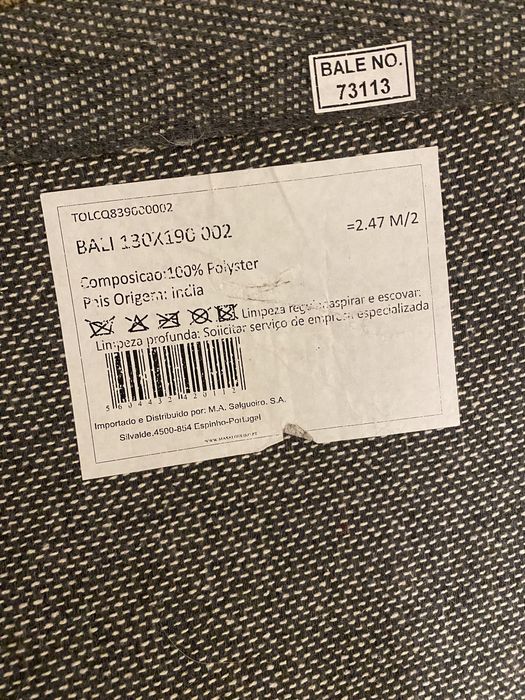 BALE NO.
73113
TOLCQ839600002
BALI 130X190 002
=2.47 M/2
Composicao:100% Polyster
Pais Origem: india
Limpeza regular:aspirar e escovar.
Limpeza profunda: Solicitar serviço de empresa especializada
Importado e Distribuido por: M.A. Salgueiro, S.A.
Silvalde,4500-854 Espinho-Portugal